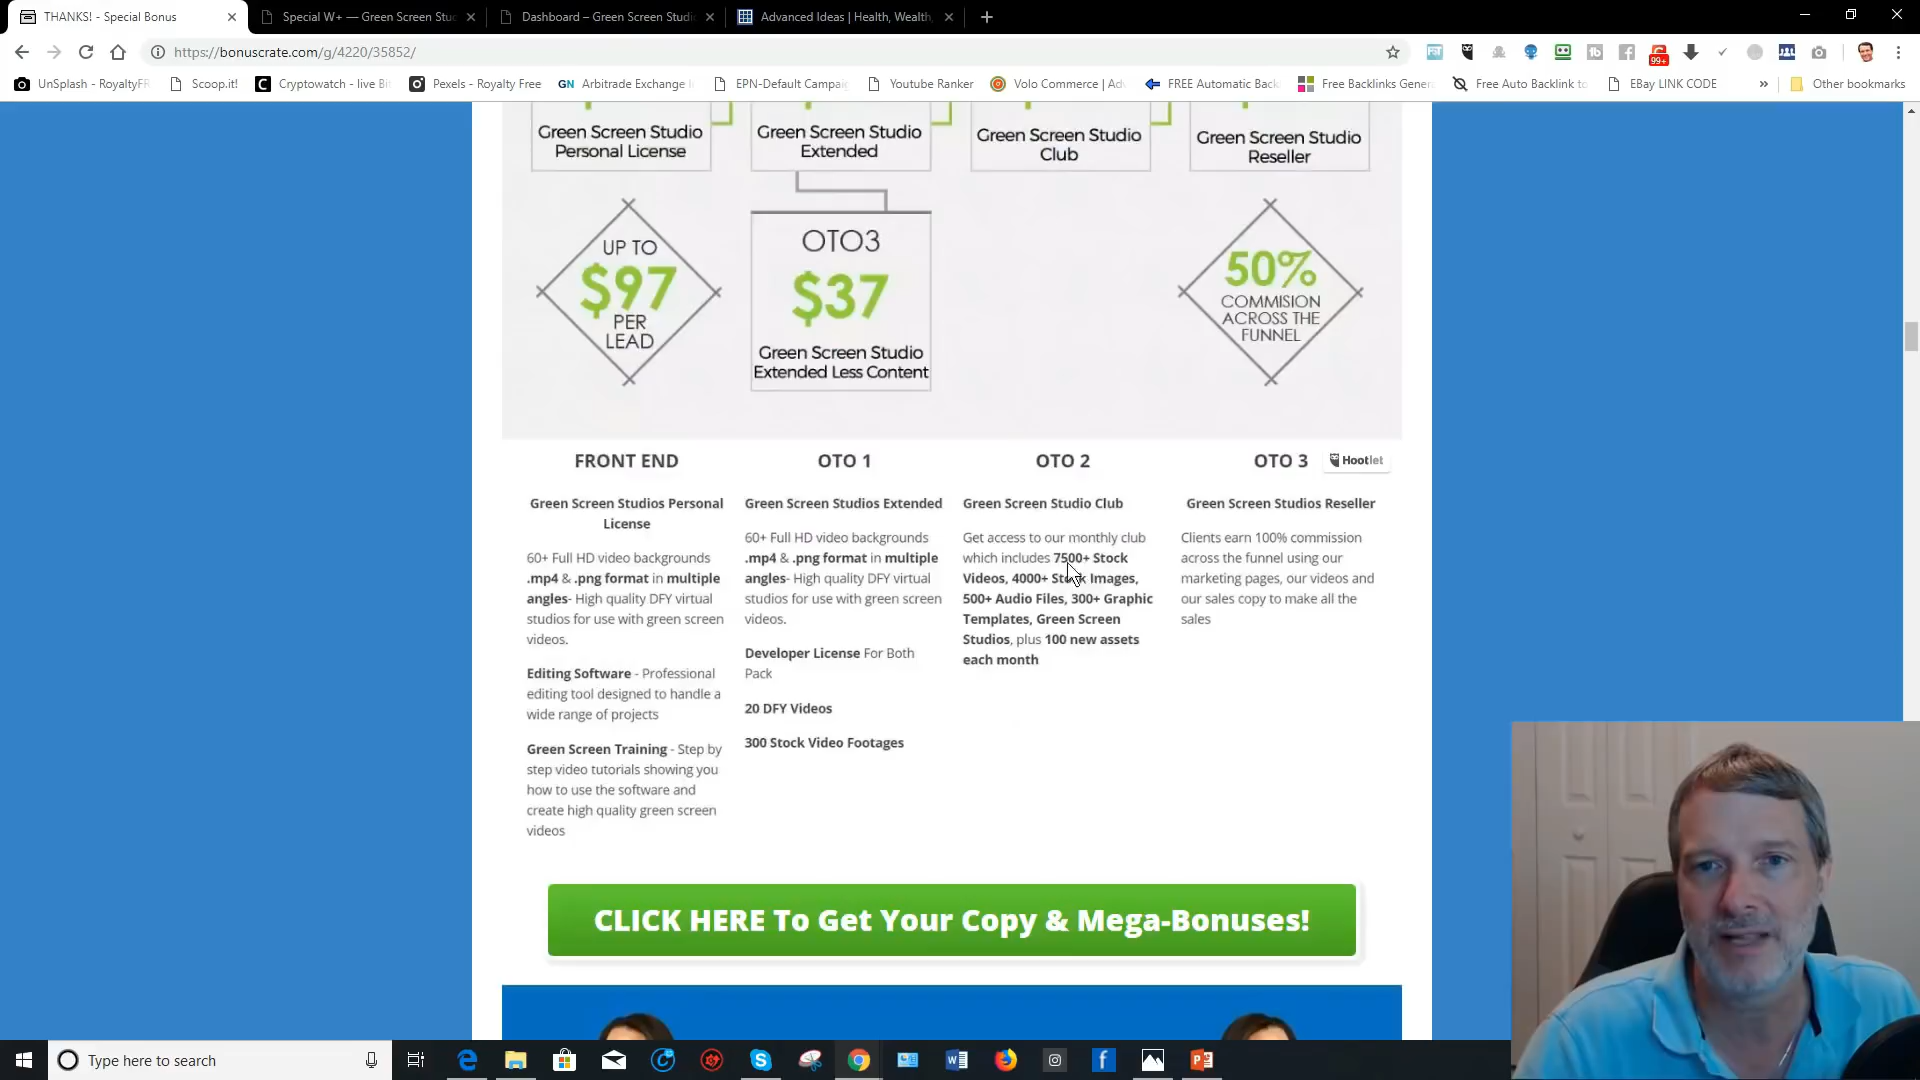 THANKS! - Special Bonus
Special W+ — Green Screen Stu
Dashboard – Green Screen Studi
Advanced Ideas | Health, Wealth,
https://bonuscrate.com/g/4220/35852/
99+
UnSplash - RoyaltyFR
Scoop.it!
Cryptowatch - live Bit
Pexels - Royalty Free
GN Arbitrade Exchange
EPN-Default Campaig
Youtube Ranker
Volo Commerce | Adv
FREE Automatic Back
Free Backlinks Gener
Free Auto Backlink to
EBay LINK CODE
»
Other bookmarks
Green Screen Studio
Personal License
Green Screen Studio
Extended
Green Screen Studio
Club
Green Screen Studio
Reseller
UP TO
$97
PER
LEAD
OTO3
$37
Green Screen Studio
Extended Less Content
50%
COMMISION
ACROSS THE
FUNNEL
FRONT END
Green Screen Studios Personal
License
60+ Full HD video backgrounds
.mp4 & .png format in multiple
angles- High quality DFY virtual
studios for use with green screen
videos.
Editing Software - Professional
editing tool designed to handle a
wide range of projects
Green Screen Training - Step by
step video tutorials showing you
how to use the software and
create high quality green screen
videos
OTO 1
Green Screen Studios Extended
60+ Full HD video backgrounds
.mp4 & .png format in multiple
angles- High quality DFY virtual
studios for use with green screen
videos.
Developer License For Both
Pack
20 DFY Videos
300 Stock Video Footages
OTO 2
Green Screen Studio Club
Get access to our monthly club
which includes 7500+ Stock
Videos, 4000+ Stock Images,
500+ Audio Files, 300+ Graphic
Templates, Green Screen
Studios, plus 100 new assets
each month
OTO 3
Hootlet
Green Screen Studios Reseller
Clients earn 100% commission
across the funnel using our
marketing pages, our videos and
our sales copy to make all the
sales
CLICK HERE To Get Your Copy & Mega-Bonuses!
Type here to search